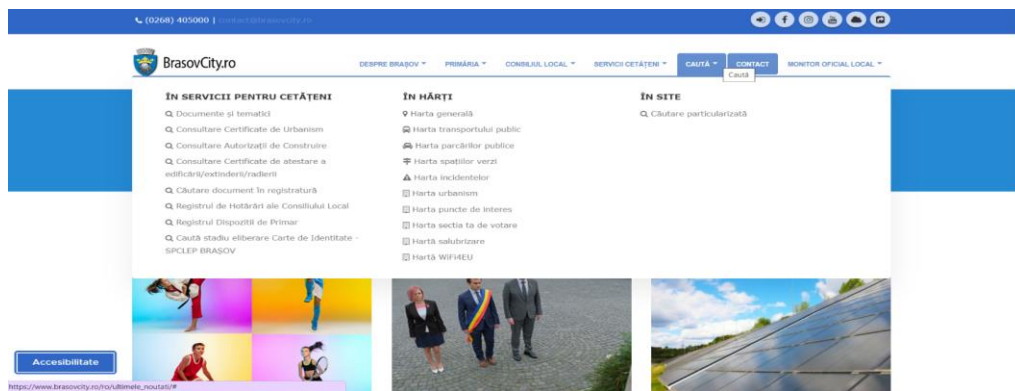 (0268) 405000 | contact@brasovcity.ro
BrasovCity.ro
DESPRE BRAȘOV
PRIMĂRIA
CONSILIUL LOCAL
SERVICII CETĂȚENI
CAUTĂ
CONTACT
MONITOR OFICIAL LOCAL
Caută
ÎN SERVICII PENTRU CETĂȚENI
Documente și tematici
Consultare Certificate de Urbanism
Consultare Autorizații de Construire
Consultare Certificate de atestare a
edificării/extinderii/radierii
Căutare document în registratură
Registrul de Hotărâri ale Consiliului Local
Registrul Dispozitii de Primar
Caută stadiu eliberare Carte de Identitate -
SPCLEP BRAȘOV
ÎN HĂRȚI
Harta generală
Harta transportului public
Harta parcărilor publice
Harta spațiilor verzi
Harta incidentelor
Harta urbanism
Harta puncte de interes
Harta sectia ta de votare
Hartă salubrizare
Hartă WiFi4EU
ÎN SITE
Căutare particularizată
Accesibilitate
https://www.brasovcity.ro/ro/ultimele_noutati/#